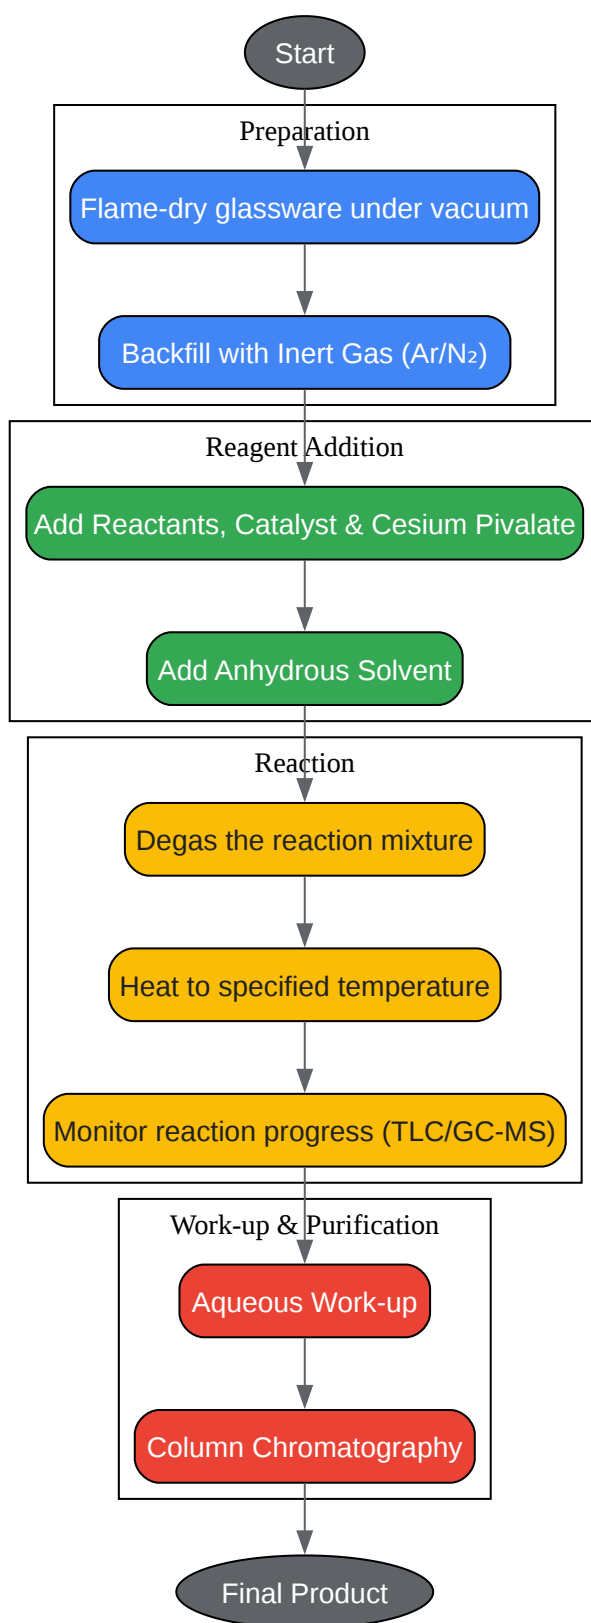 Start
Preparation
Flame-dry glassware under vacuum
Backfill with Inert Gas (Ar/N₂)
Reagent Addition
Add Reactants, Catalyst & Cesium Pivalate
Add Anhydrous Solvent
Reaction
Degas the reaction mixture
Heat to specified temperature
Monitor reaction progress (TLC/GC-MS)
Work-up & Purification
Aqueous Work-up
Column Chromatography
Final Product